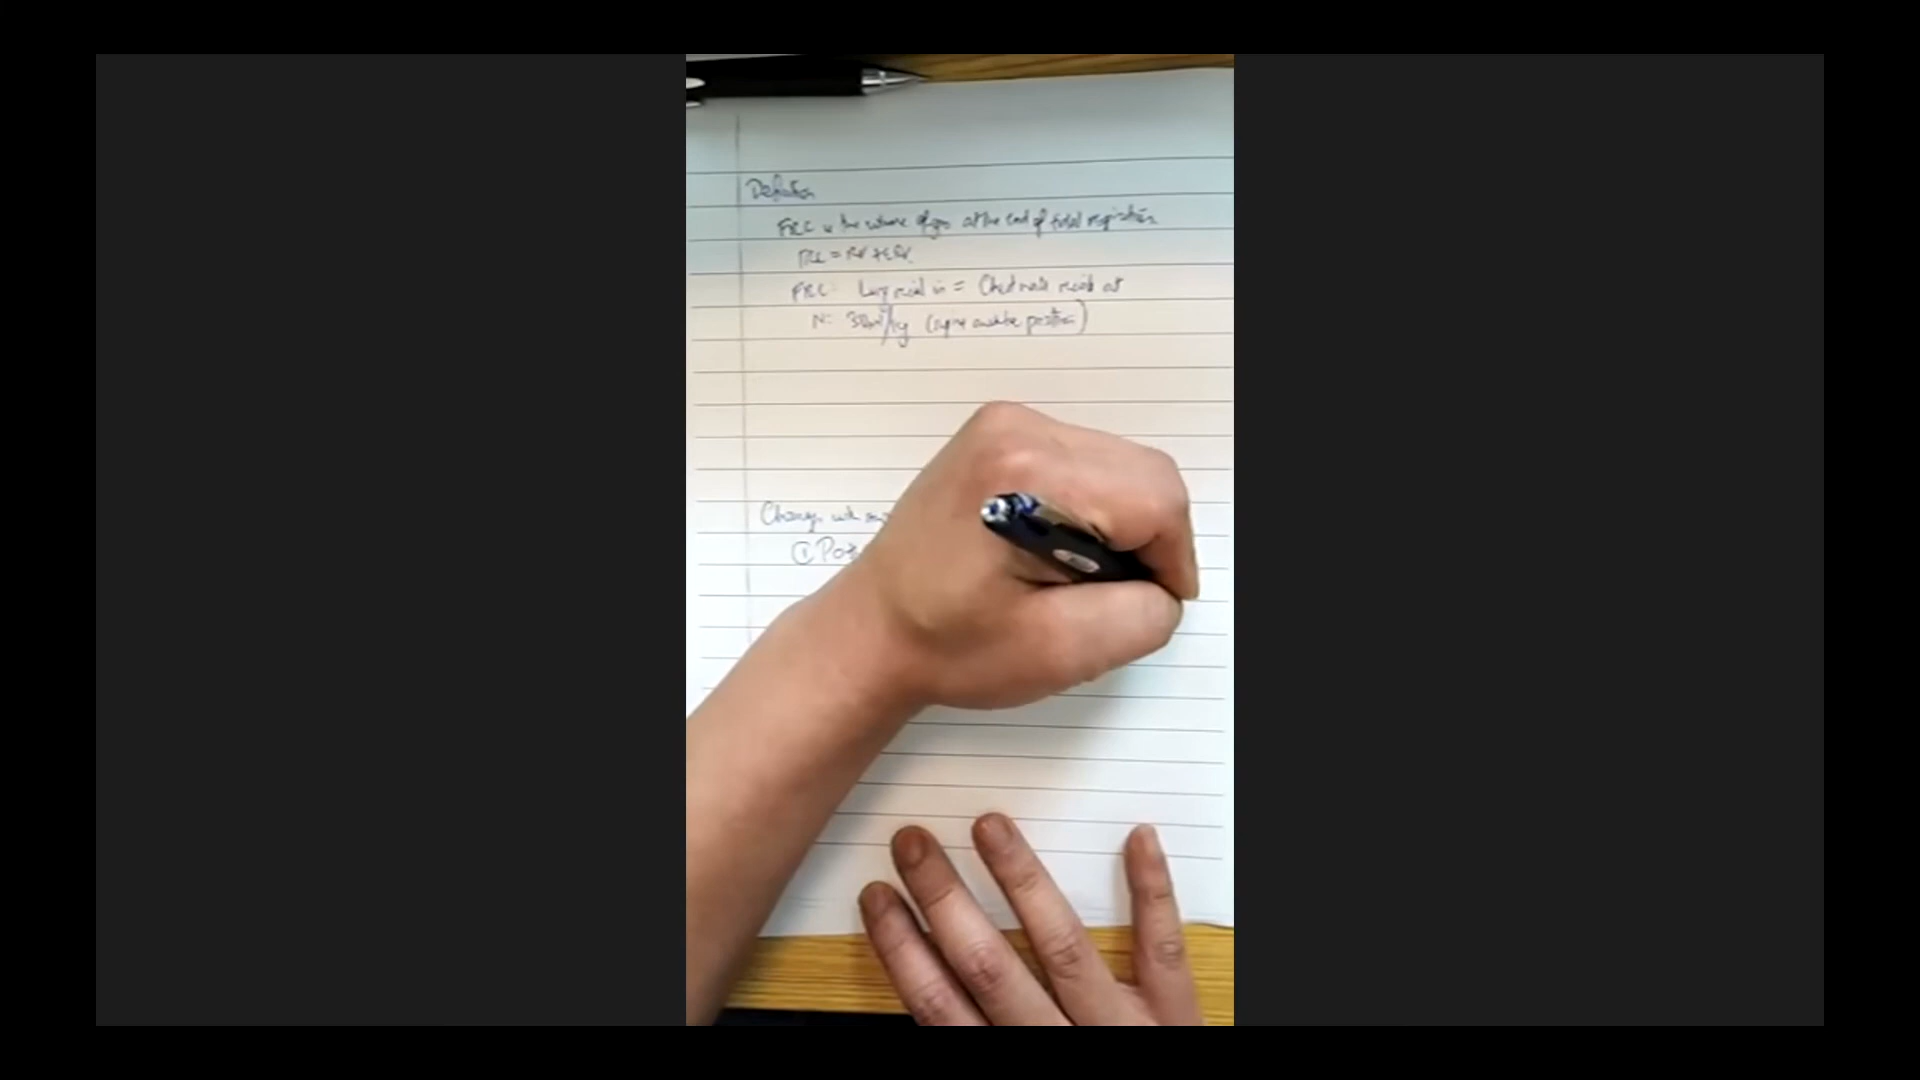 Definition
FRC is the volume of gas at the end of tidal respiration
FRC = RV + ERV
FRC: Lung recoil in = Chest wall recoil out
N: 30ml/kg (supine awake position)
Changes with
① Pos